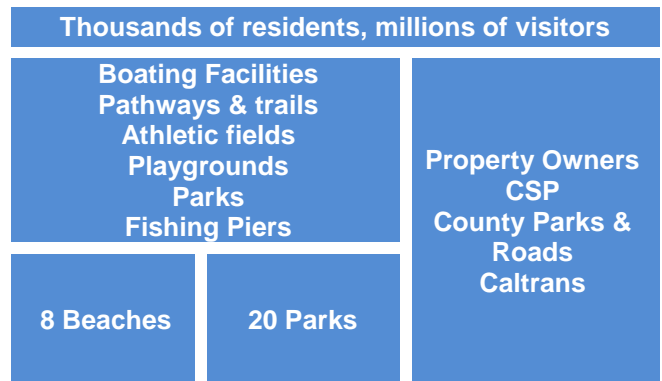 Thousands of residents, millions of visitors
Boating Facilities
Pathways & trails
Athletic fields
Playgrounds
Parks
Fishing Piers
Property Owners
CSP
County Parks &
Roads
Caltrans
8 Beaches
20 Parks